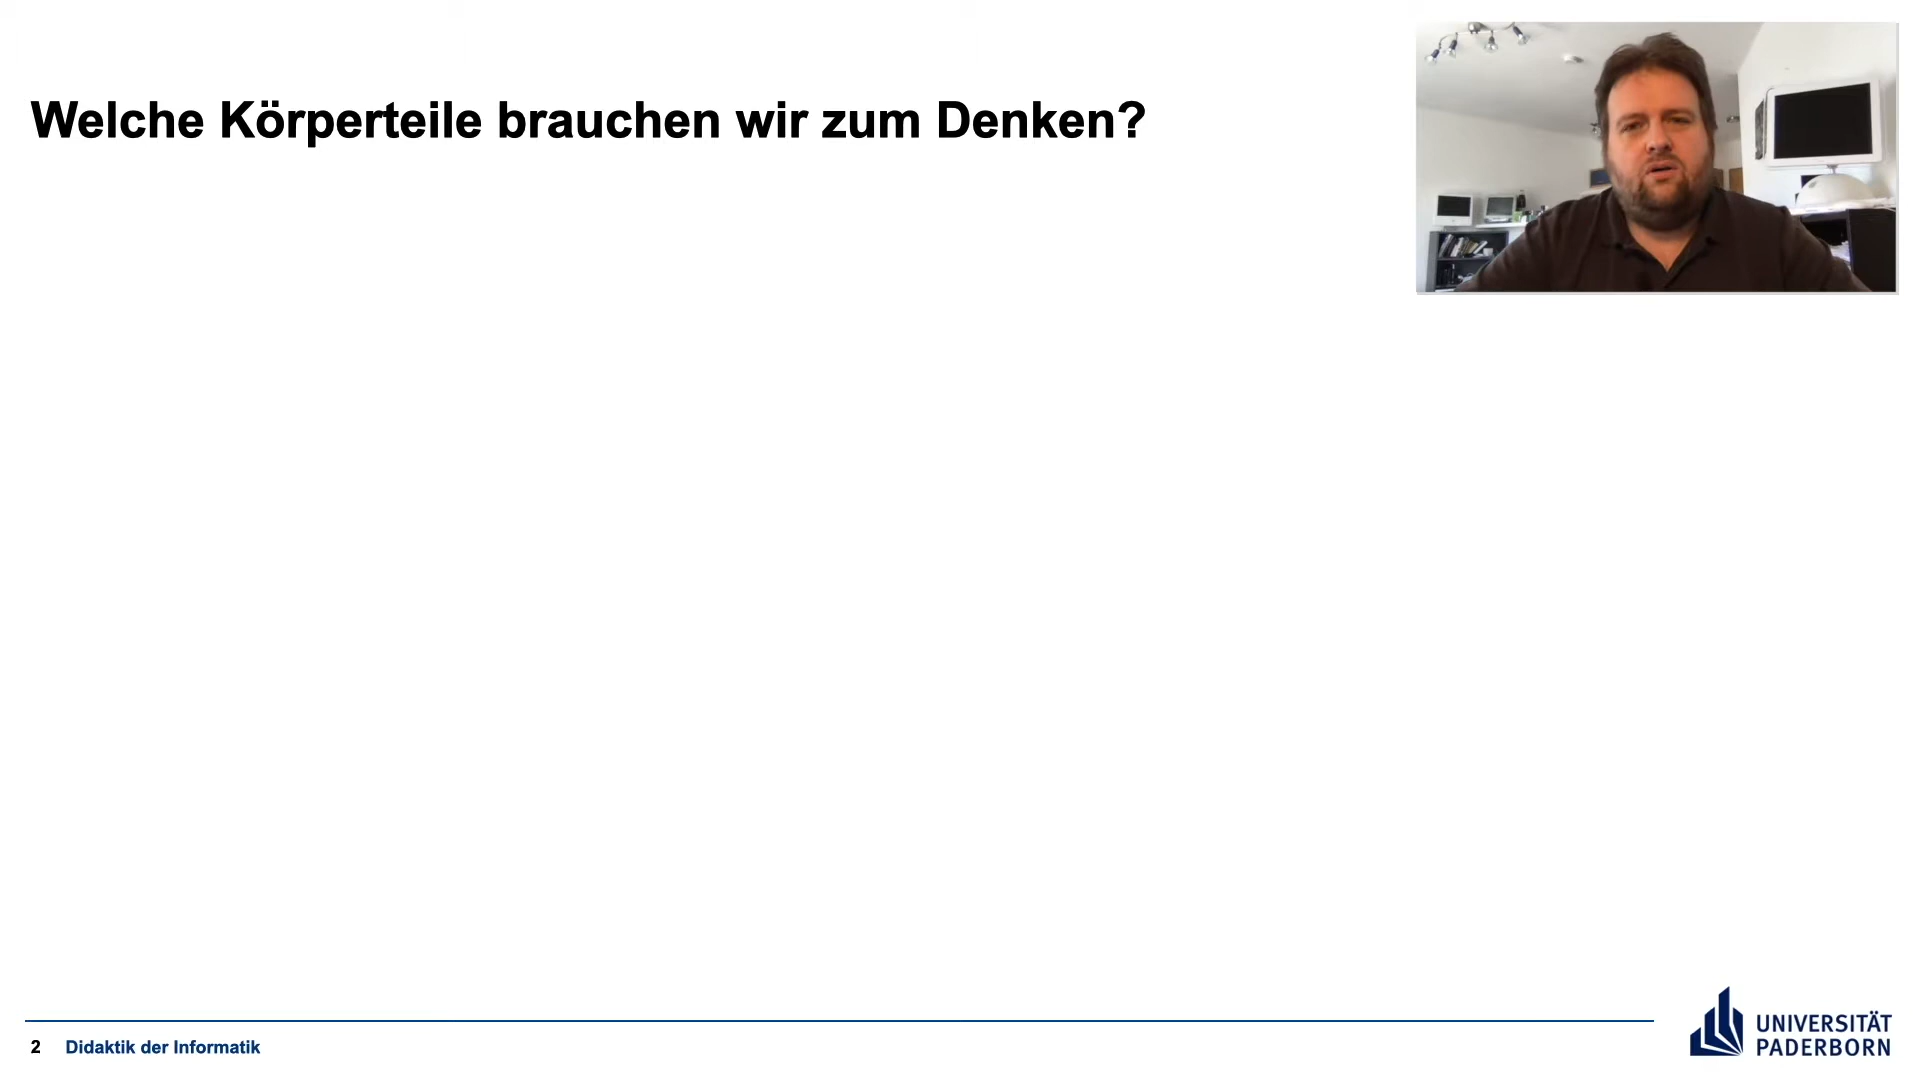 Welche Körperteile brauchen wir zum Denken?
2 Didaktik der Informatik
UNIVERSITÄT
PADERBORN